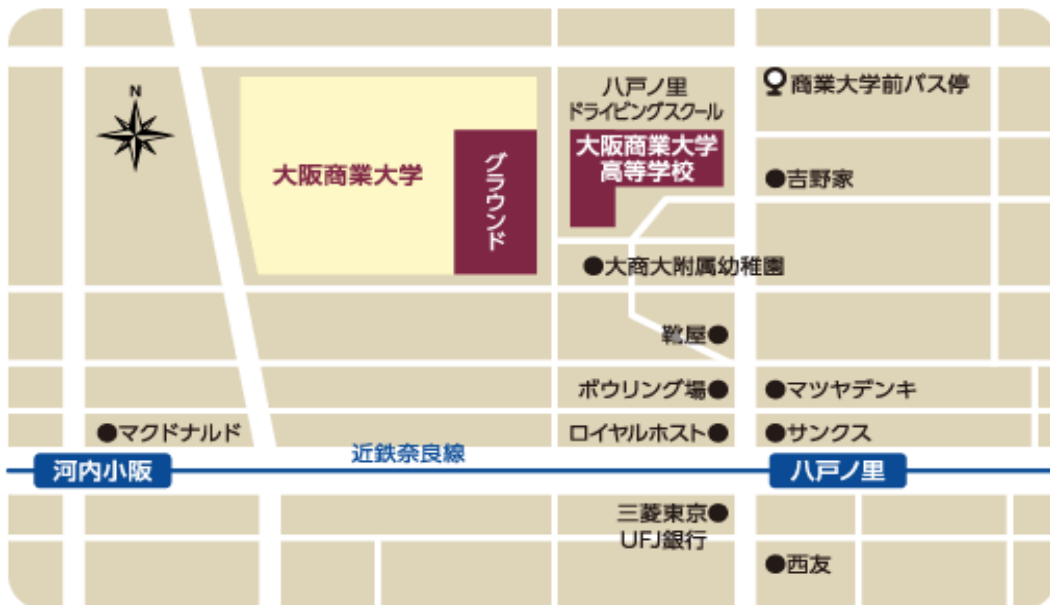 N
八戸ノ里
ドライビングスクール
商業大学前バス停
大阪商業大学
グラウンド
大阪商業大学
高等学校
●吉野家
●大商大附属幼稚園
靴屋●
ボウリング場●
●マツヤデンキ
●マクドナルド
ロイヤルホスト●
●サンクス
近鉄奈良線
河内小阪
八戸ノ里
三菱東京●
UFJ銀行
●西友